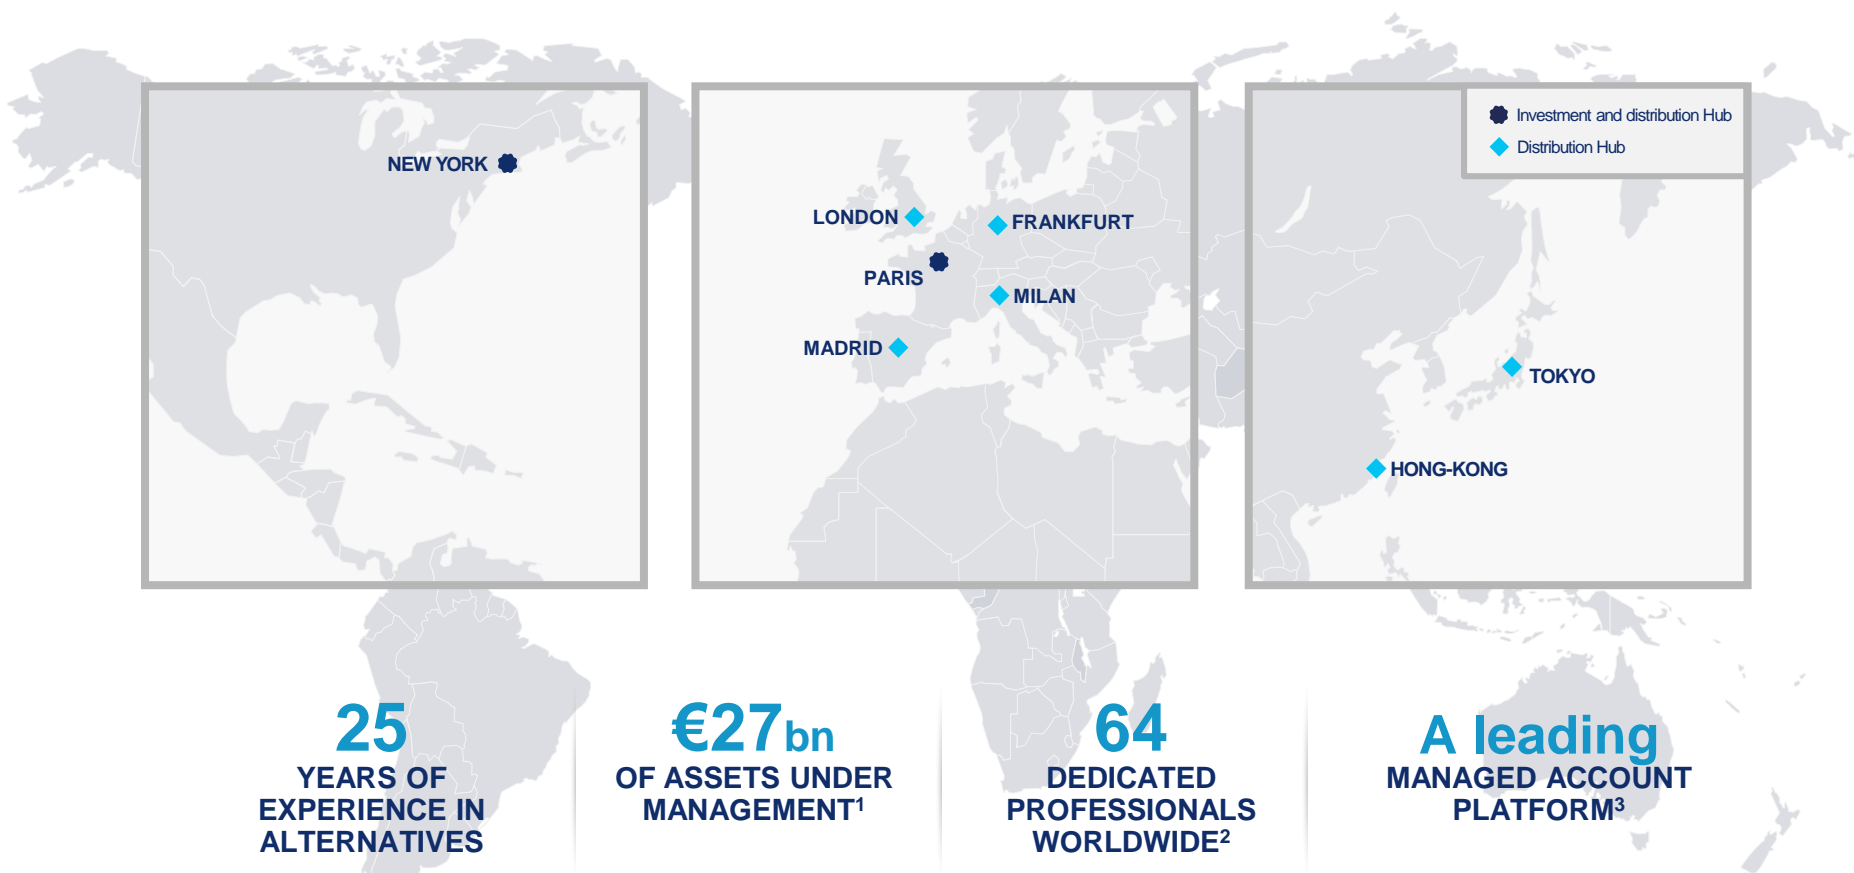 Investment and distribution Hub
Distribution Hub
NEW YORK
LONDON
FRANKFURT
PARIS
MILAN
MADRID
TOKYO
HONG-KONG
25
YEARS OF
EXPERIENCE IN
ALTERNATIVES
€27bn
OF ASSETS UNDER
MANAGEMENT¹
64
DEDICATED
PROFESSIONALS
WORLDWIDE²
A leading
MANAGED ACCOUNT
PLATFORM³